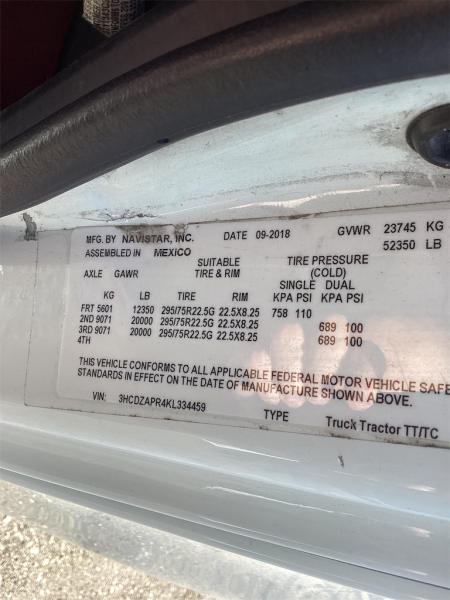 MFG. BY NAVISTAR, INC. DATE 09-2018 GVWR 23745 KG
ASSEMBLED IN MEXICO 52350 LB
AXLE GAWR SUITABLE TIRE & RIM TIRE PRESSURE (COLD)
SINGLE DUAL
KG LB TIRE RIM KPA PSI KPA PSI
FRT 5601 12350 295/75R22.5G 22.5X8.25 758 110
2ND 9071 20000 295/75R22.5G 22.5X8.25 689 100
3RD 9071 20000 295/75R22.5G 22.5X8.25 689 100
4TH
THIS VEHICLE CONFORMS TO ALL APPLICABLE FEDERAL MOTOR VEHICLE SAFE
STANDARDS IN EFFECT ON THE DATE OF MANUFACTURE SHOWN ABOVE.
VIN: 3HCDZAPR4KL334459 TYPE Truck Tractor TT/TC